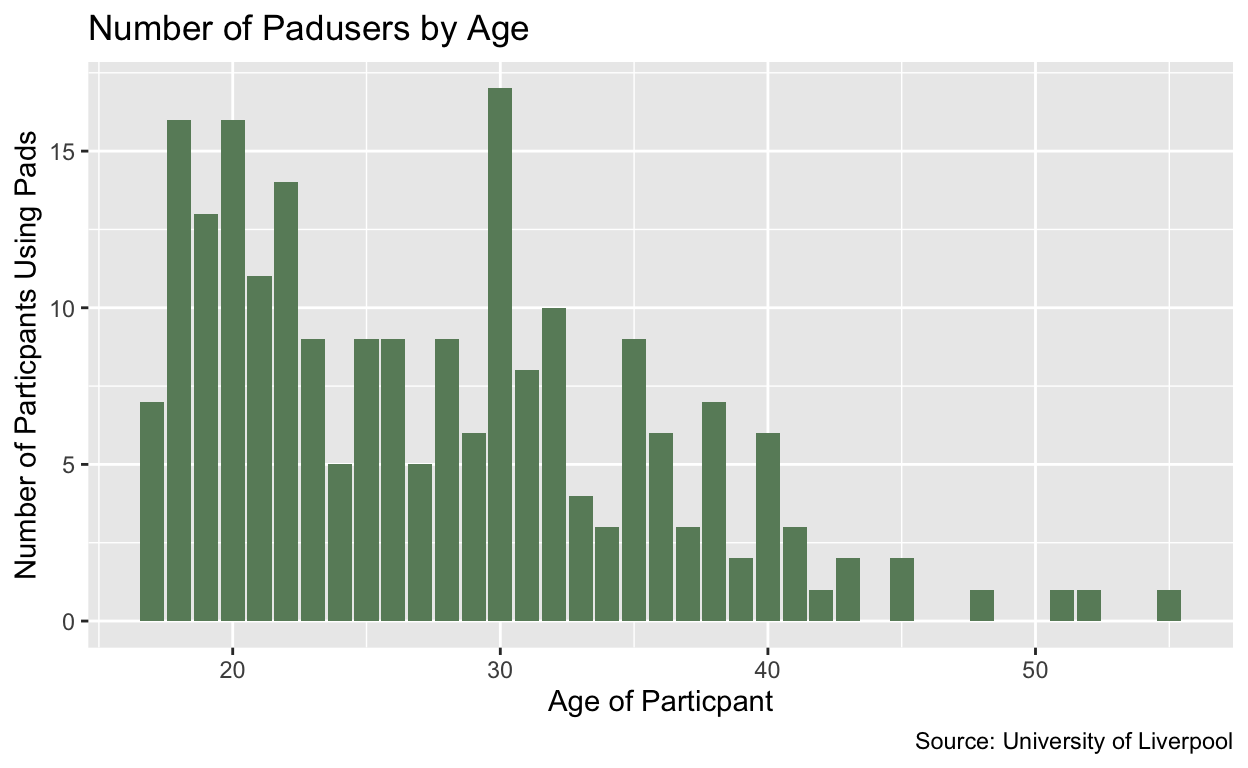 Number of Padusers by Age
Number of Particpants Using Pads
15
10
5
0
20 30 40 50
Age of Particpant
Source: University of Liverpool